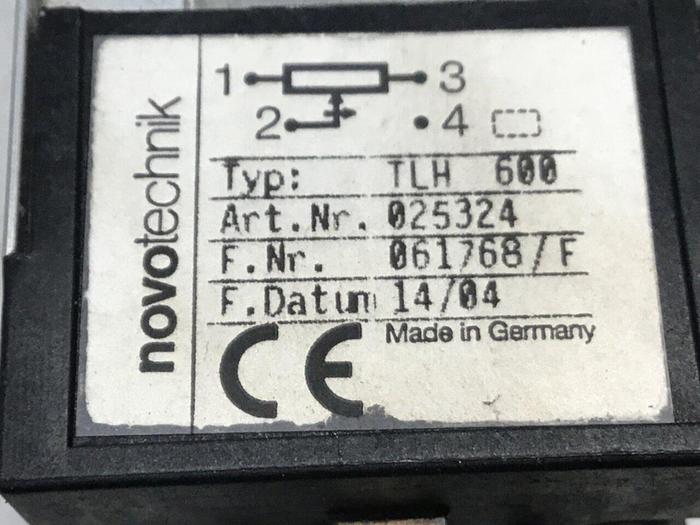 novotechnik
1 3
2 4
Typ: TLH 600
Art.Nr. 025324
F.Nr. 061768/F
F.Datum 14/04
Made in Germany
CE